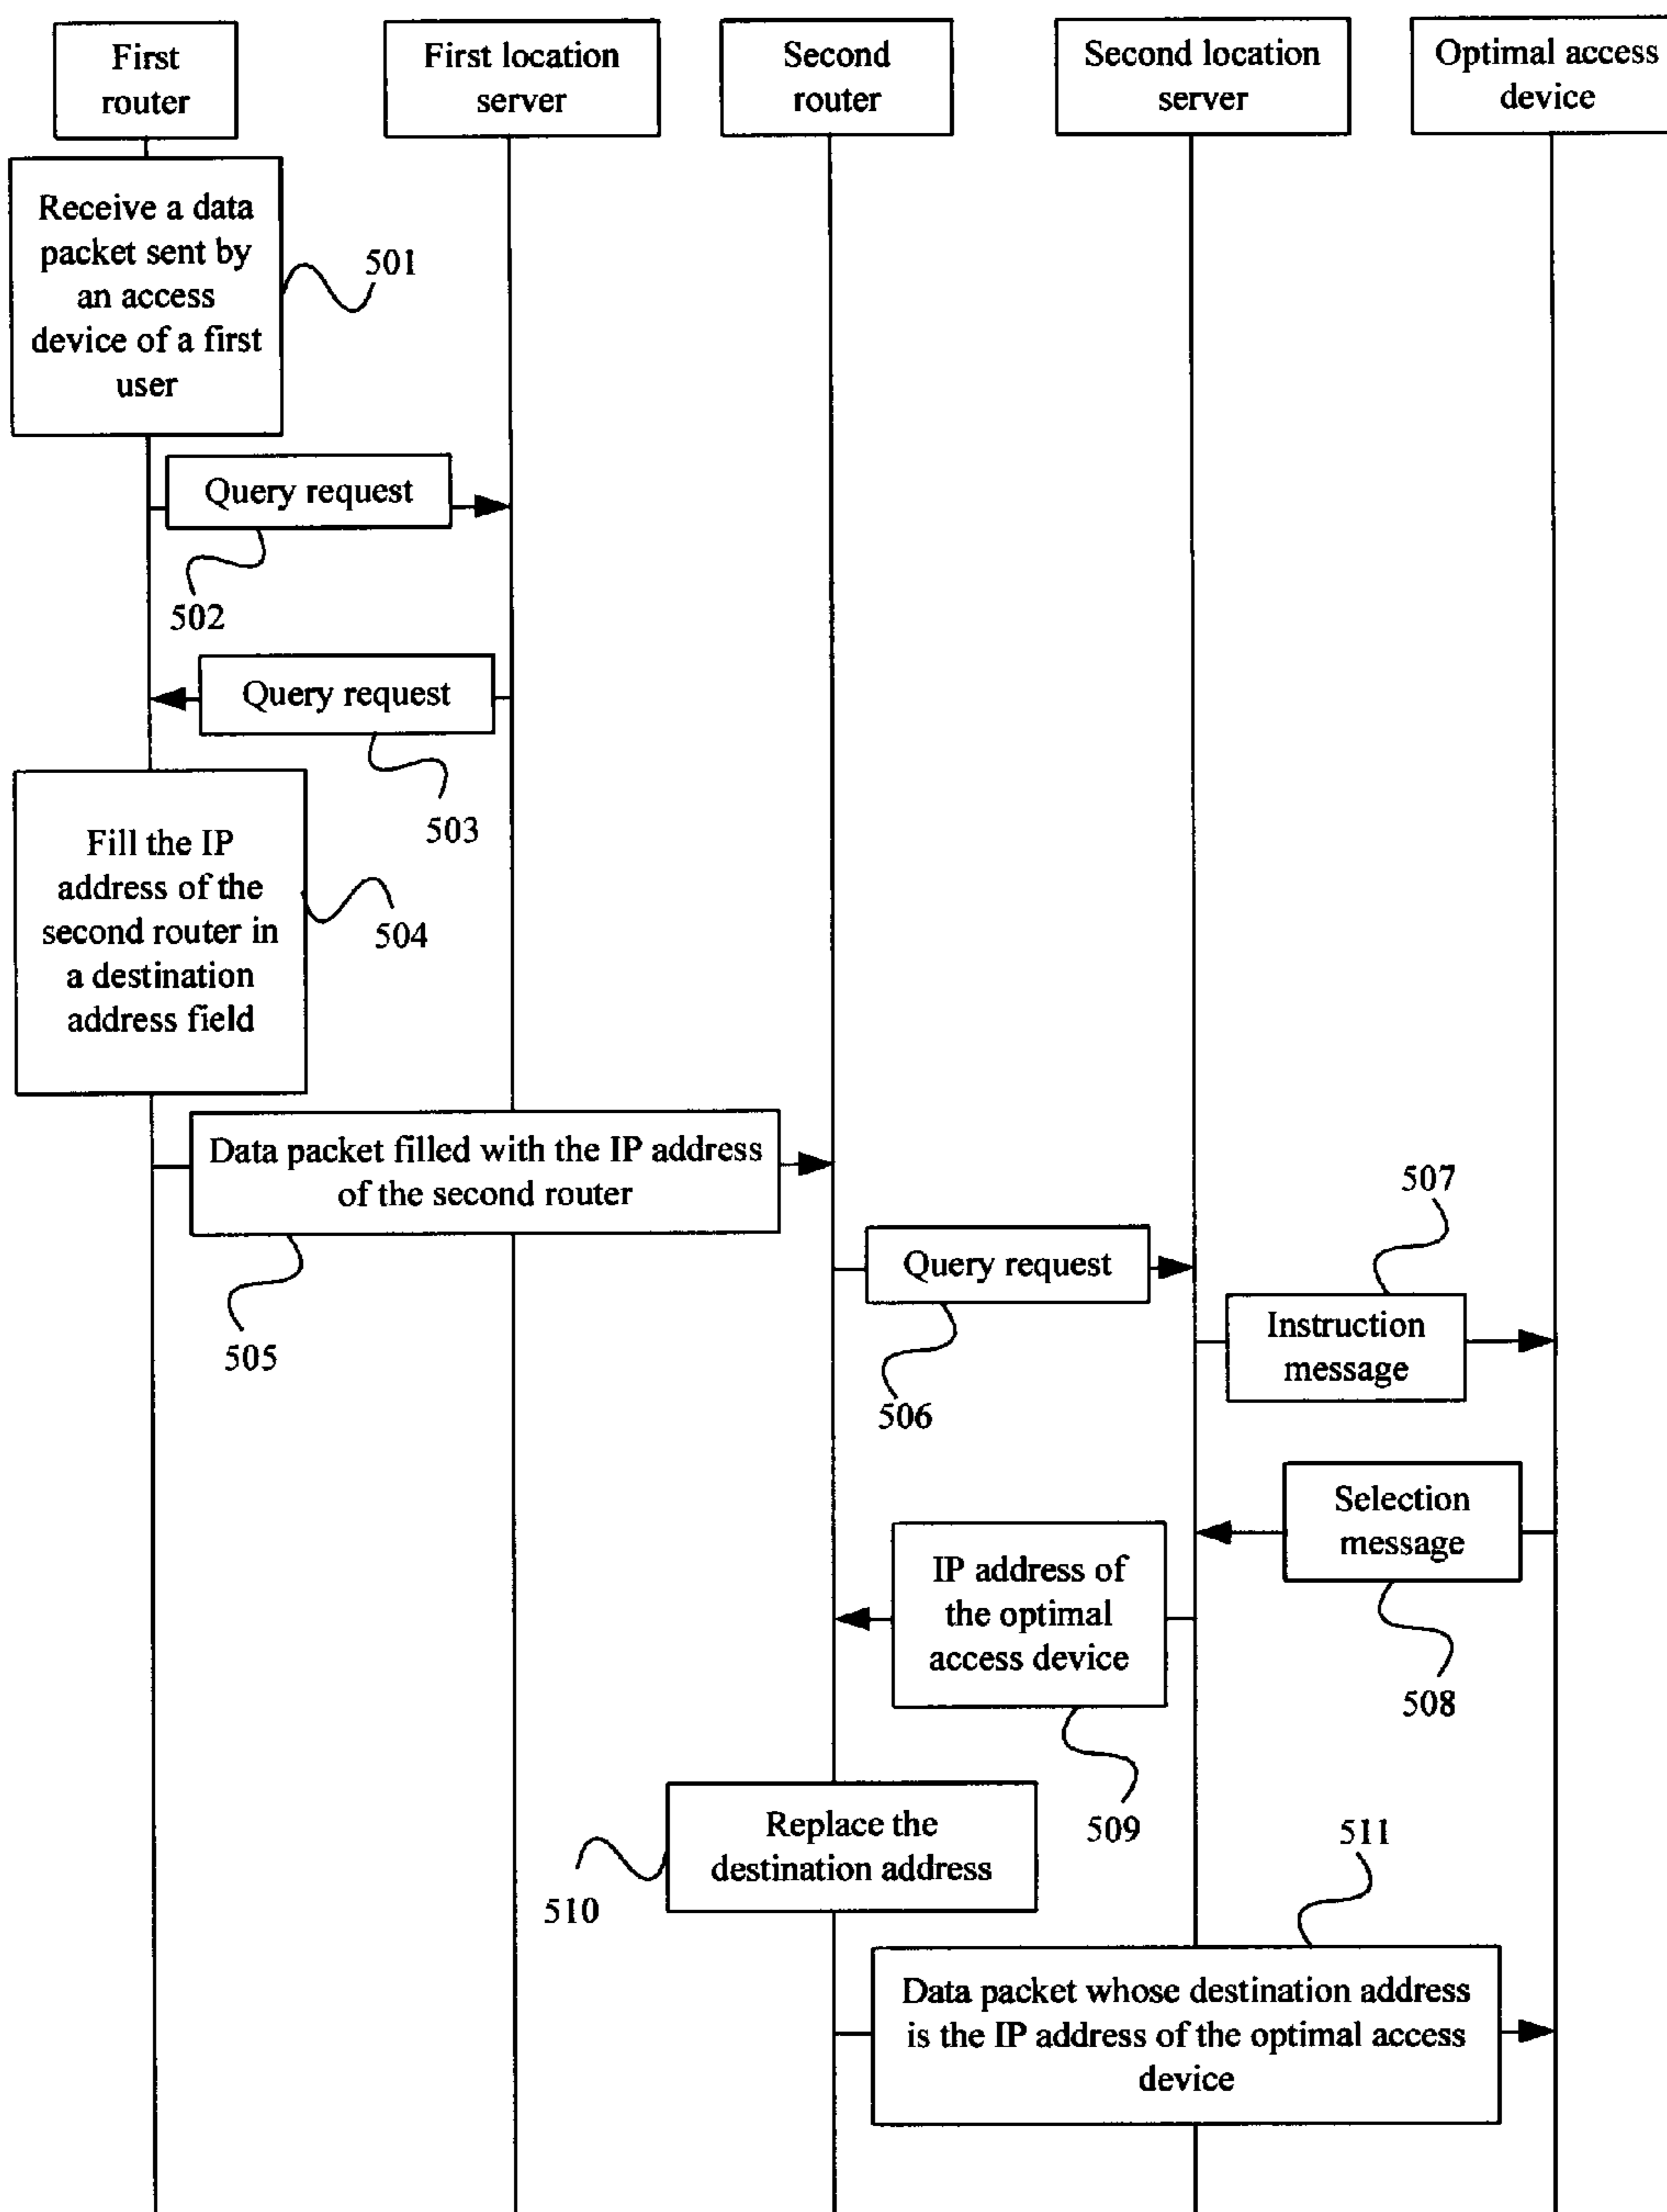 First
router
First location
server
Second
router
Second location
server
Optimal access
device
Receive a data
packet sent by
an access
device of a first
user
501
Query request
502
Query request
503
Fill the IP
address of the
second router in
a destination
address field
504
Data packet filled with the IP address
of the second router
505
Query request
506
507
Instruction
message
Selection
message
508
IP address of
the optimal
access device
509
Replace the
destination address
510
511
Data packet whose destination address
is the IP address of the optimal access
device